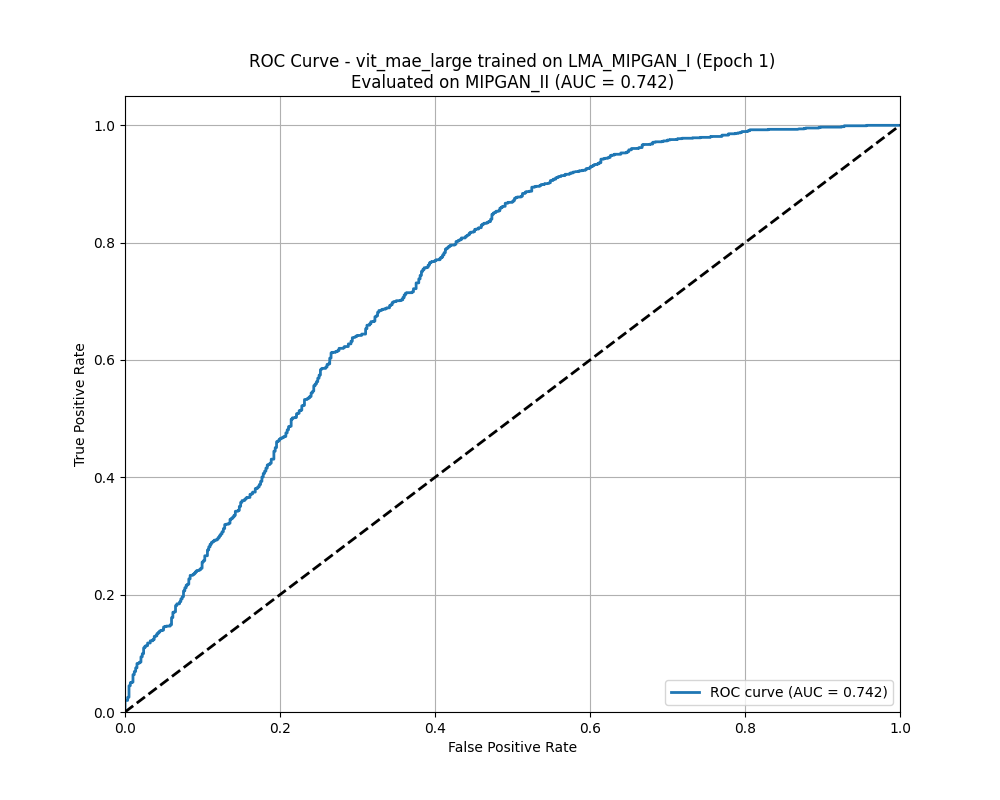 ROC Curve - vit_mae_large trained on LMA_MIPGAN_I (Epoch 1)
Evaluated on MIPGAN_II (AUC = 0.742)
True Positive Rate
1.0
0.8
0.6
0.4
0.2
0.0
ROC curve (AUC = 0.742)
0.0 0.2 0.4 0.6 0.8 1.0
False Positive Rate